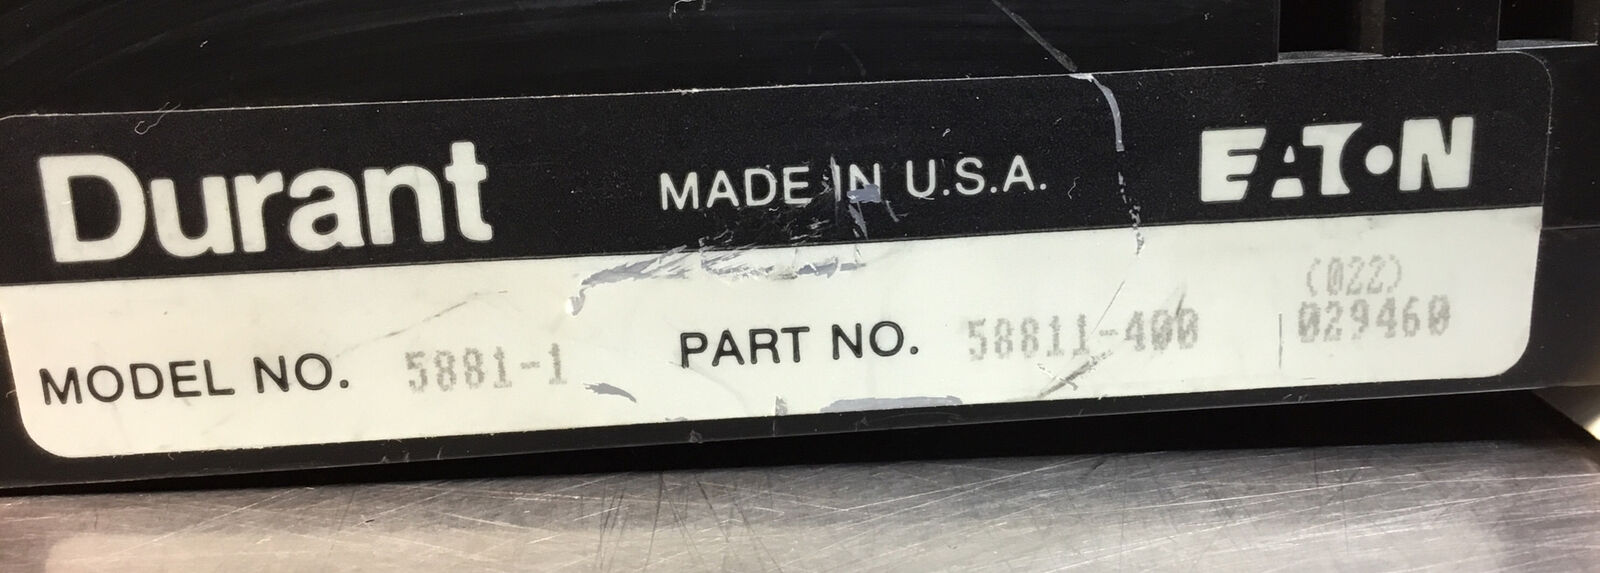 Durant MADE IN U.S.A. EATON
(022)
MODEL NO. 5881-1 PART NO. 58811-400 029460